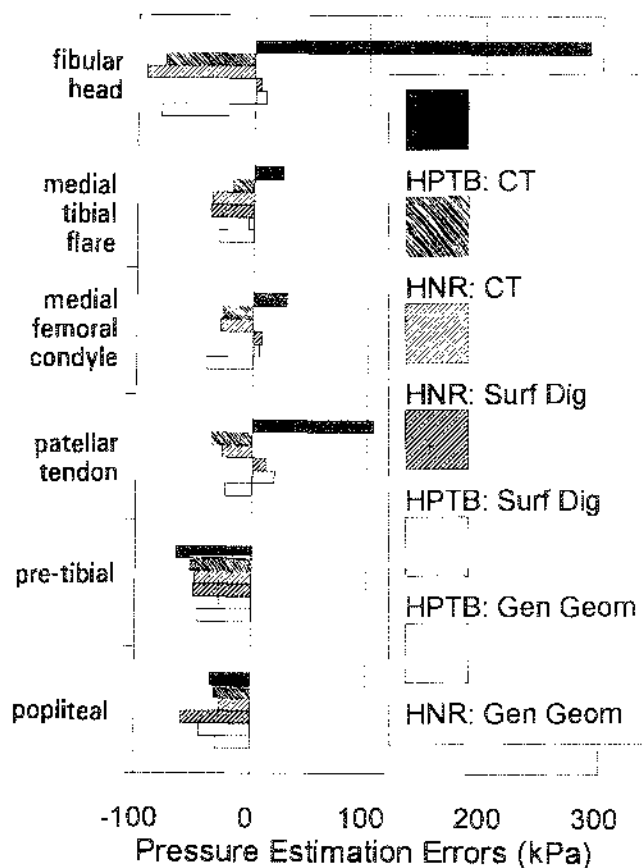 fibular
head
medial
tibial
flare
medial
femoral
condyle
patellar
tendon
pre-tibial
popliteal
HPTB: CT
HNR: CT
HNR: Surf Dig
HPTB: Surf Dig
HPTB: Gen Geom
HNR: Gen Geom
-100 0 100 200 300
Pressure Estimation Errors (kPa)